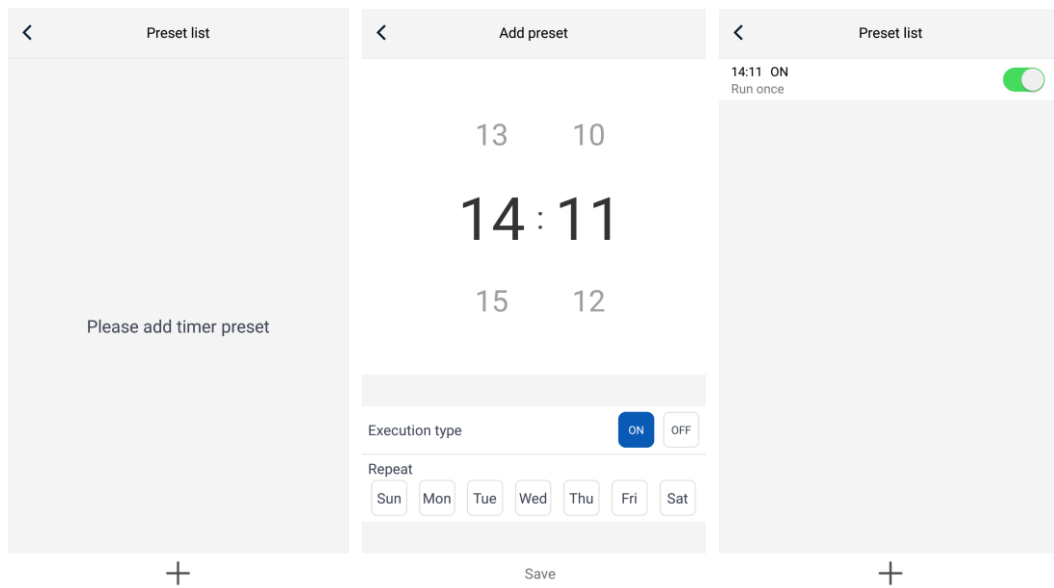 Preset list
Please add timer preset
Add preset
13 10
14 : 11
15 12
Execution type ON OFF
Repeat
Sun Mon Tue Wed Thu Fri Sat
Save
Preset list
14:11 ON
Run once